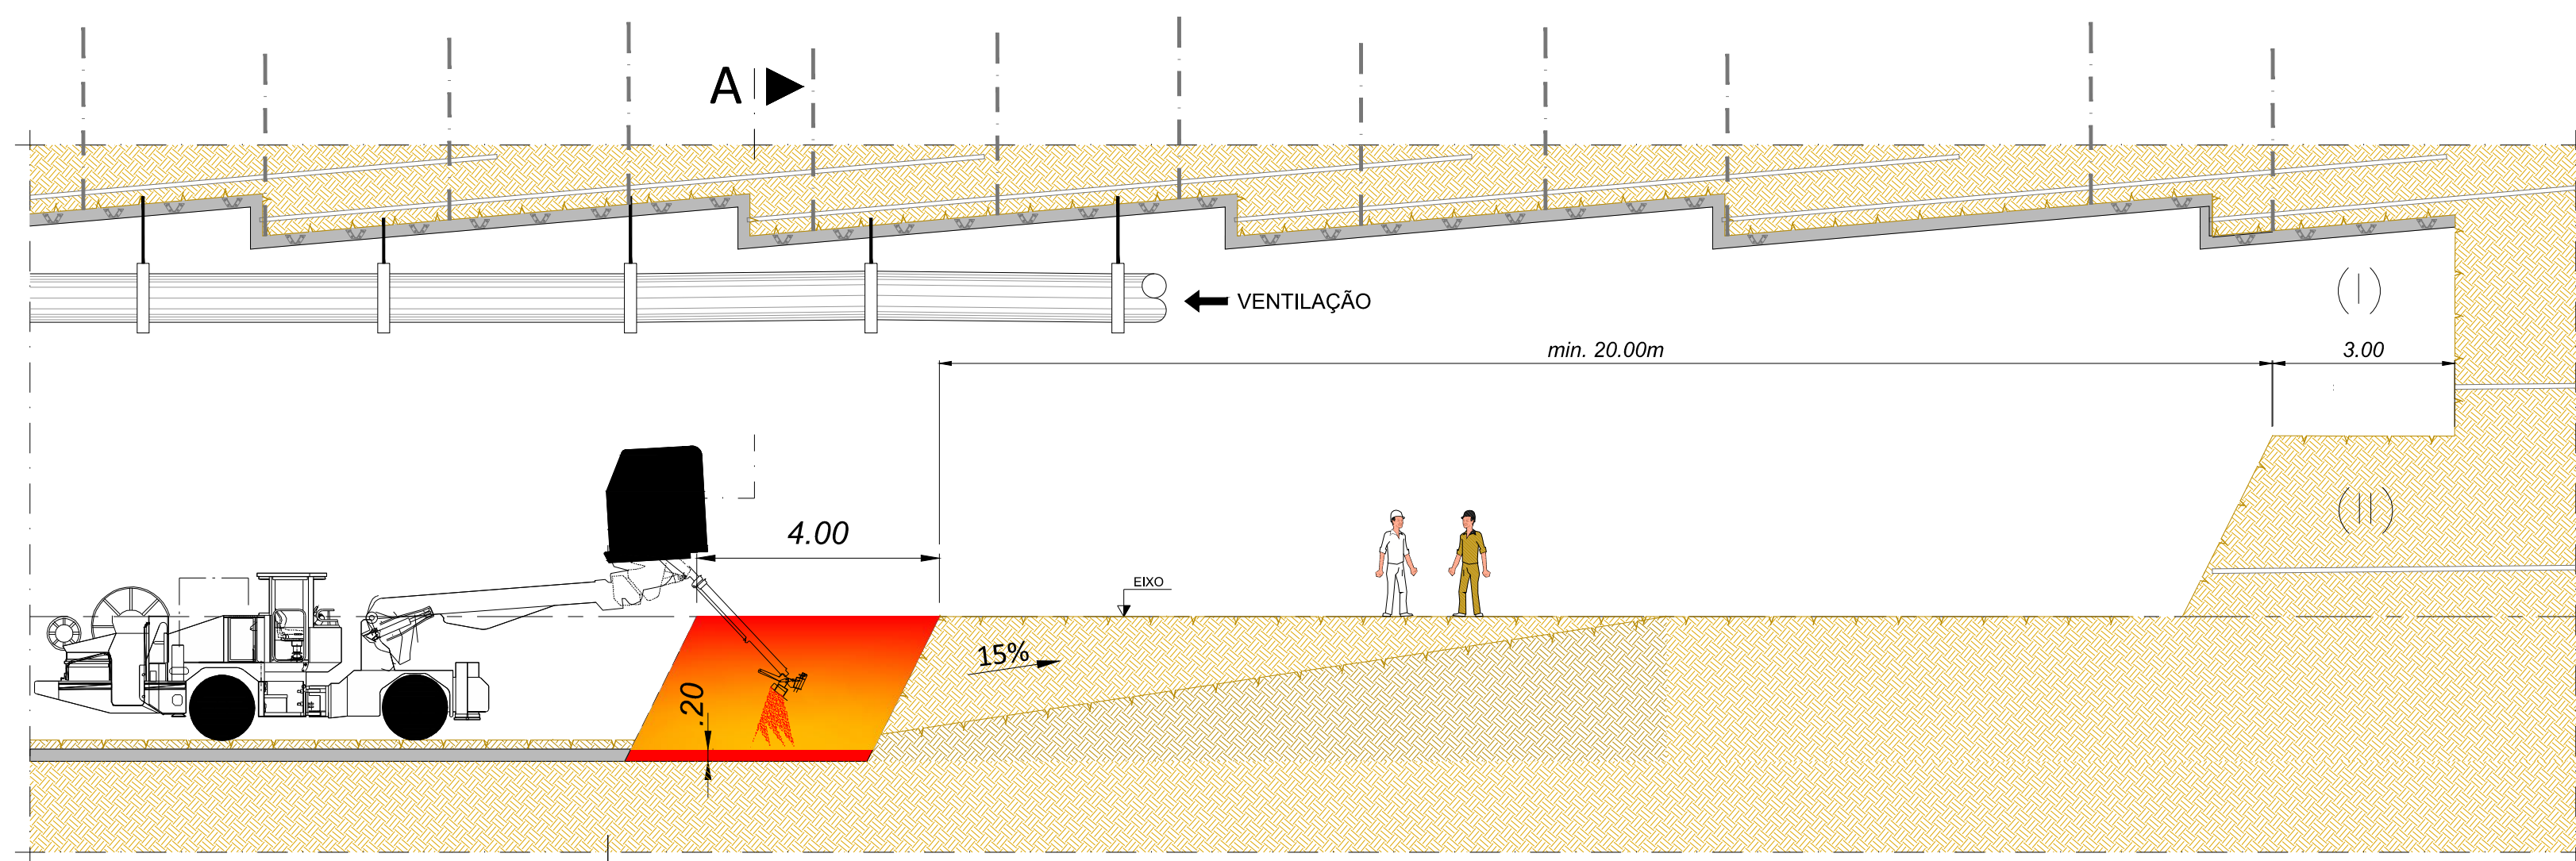 A
VENTILAÇÃO
(I)
min. 20.00m
3.00
(II)
4.00
EIXO
15%
.20